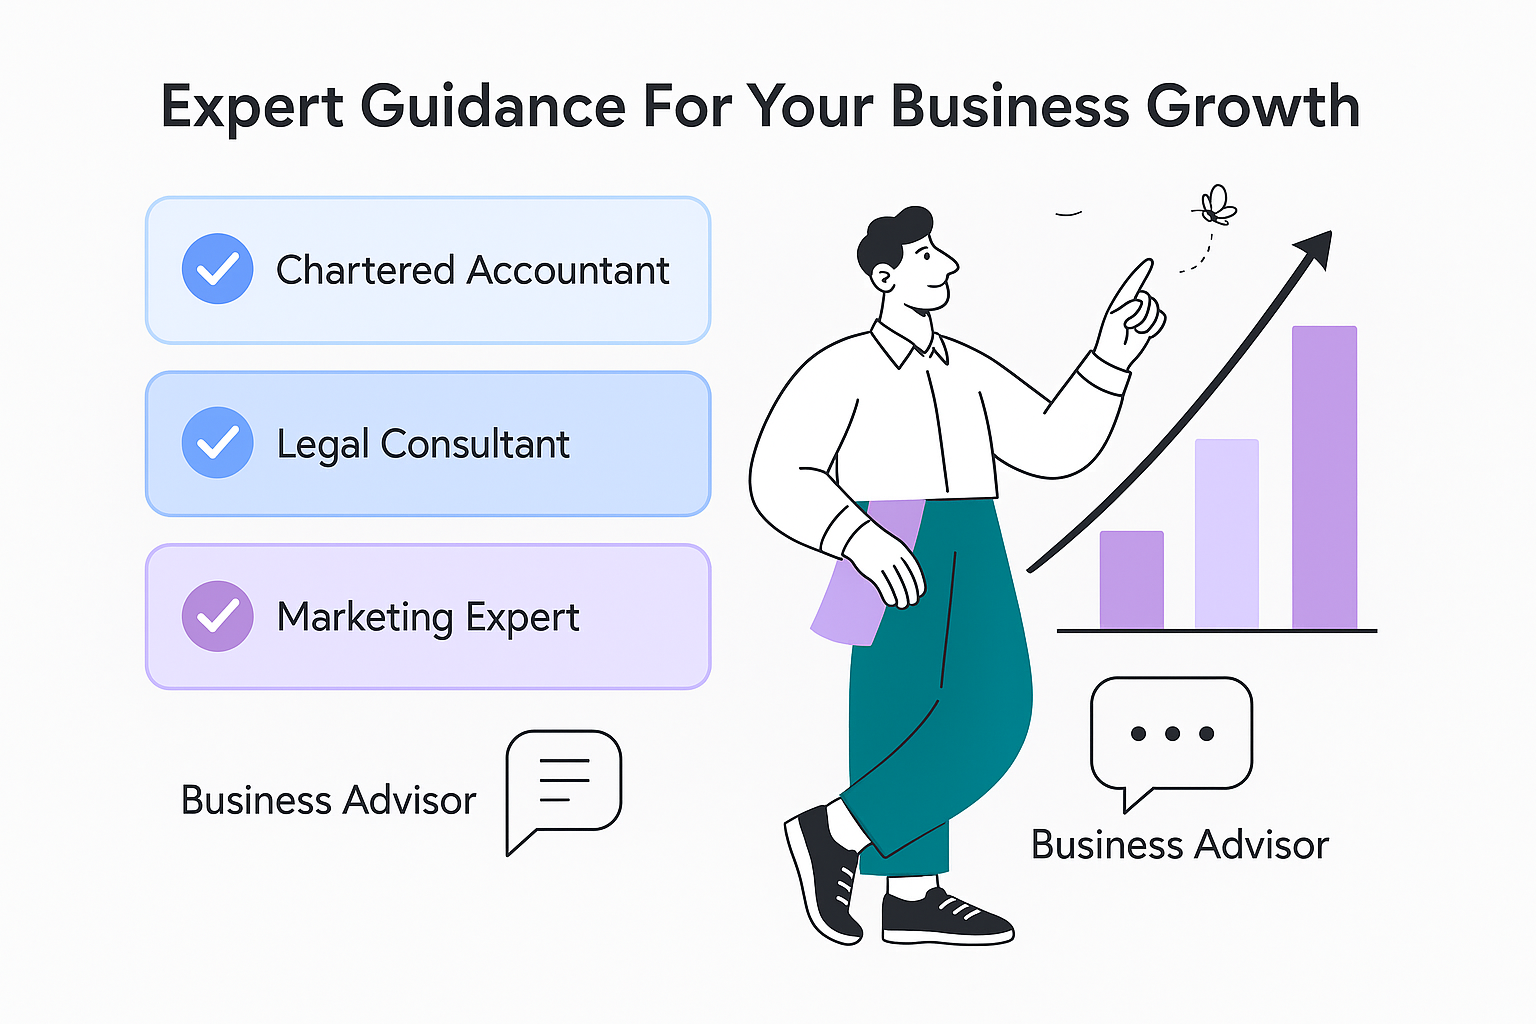 Expert Guidance For Your Business Growth
Chartered Accountant
Legal Consultant
Marketing Expert
Business Advisor
Business Advisor